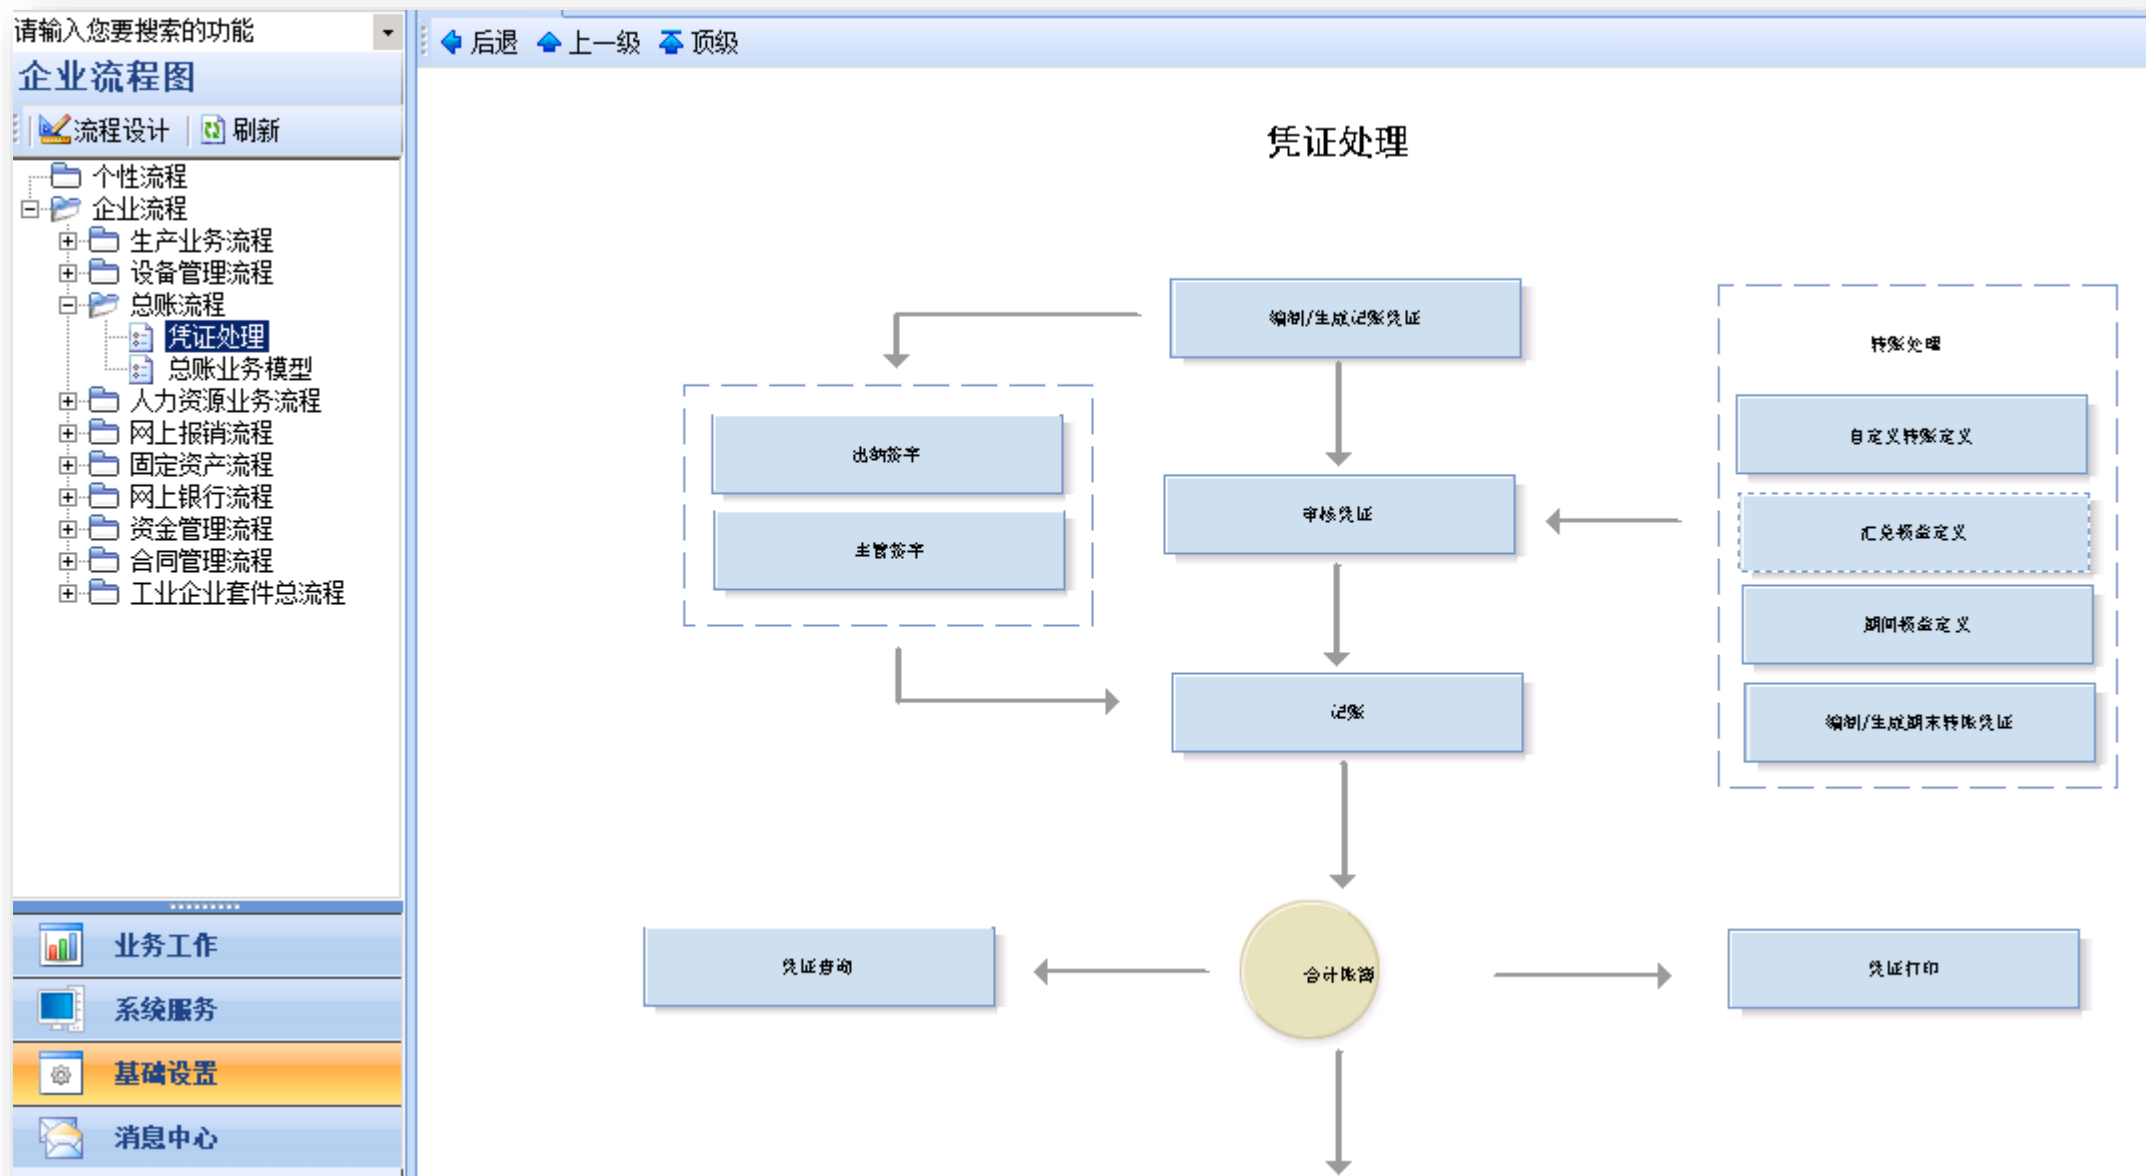 请输入您要搜索的功能
企业流程图
流程设计 刷新
个性流程
企业流程
生产业务流程
设备管理流程
总账流程
凭证处理
总账业务模型
人力资源业务流程
网上报销流程
固定资产流程
网上银行流程
资金管理流程
合同管理流程
工业企业套件总流程
业务工作
系统服务
基础设置
消息中心
后退 上一级 顶级
凭证处理
编制/生成记账凭证
出纳签字
主管签字
审核凭证
记账
转账处理
自定义转账定义
汇兑损益定义
期间损益定义
编制/生成期末转账凭证
凭证查询
会计账簿
凭证打印